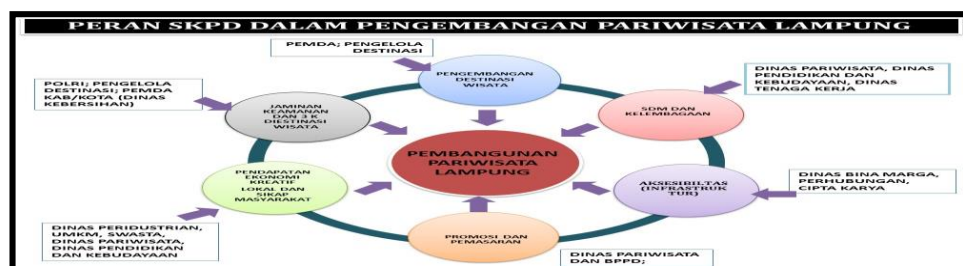 PERAN SKPD DALAM PENGEMBANGAN PARIWISATA LAMPUNG
PEMDA; PENGELOLA
DESTINASI
PENGEMBANGAN
DESTINASI
WISATA
DINAS PARIWISATA, DINAS
PENDIDIKAN DAN
KEBUDAYAAN, DINAS
TENAGA KERJA
POLRI; PENGELOLA
DESTINASI; PEMDA
KAB/KOTA (DINAS
KEBERSIHAN)
JAMINAN
KEAMANAN
DAN 3 K
DIESTINASI
WISATA
SDM DAN
KELEMBAGAAN
PEMBANGUNAN
PARIWISATA
LAMPUNG
PENDAPATAN
EKONOMI
KREATIF
LOKAL DAN
SIKAP
MASYARAKAT
AKSESIBILTAS
(INFRASTRUK
TUR)
DINAS BINA MARGA,
PERHUBUNGAN,
CIPTA KARYA
DINAS PERIDUSTRIAN,
UMKM, SWASTA,
DINAS PARIWISATA,
DINAS PENDIDIKAN
DAN KEBUDAYAAN
PROMOSI DAN
PEMASARAN
DINAS PARIWISATA
DAN BPPD;